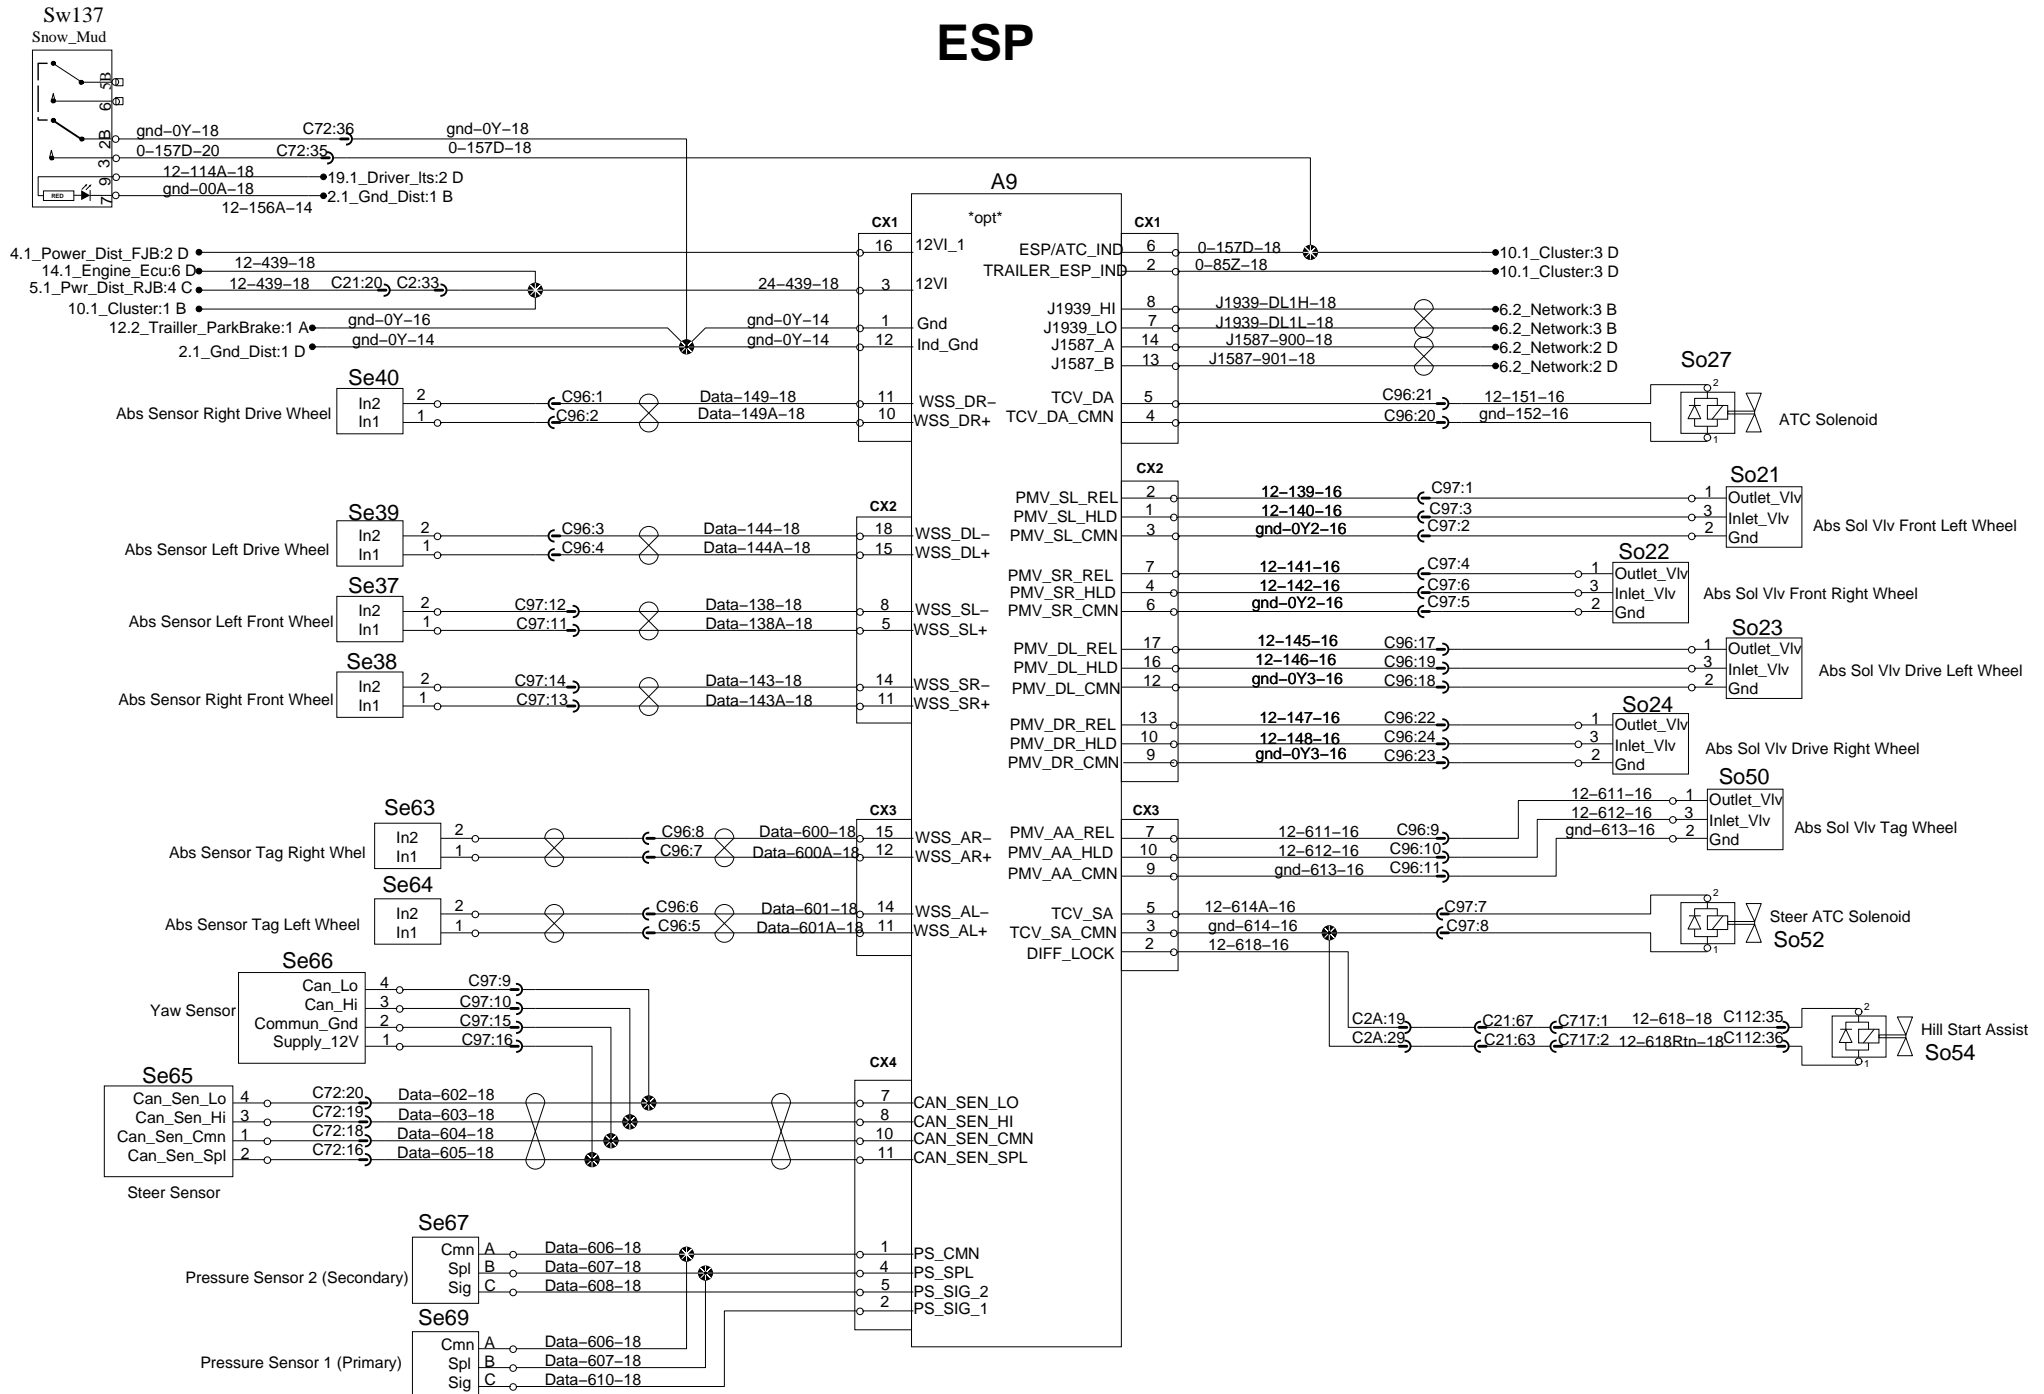 ESP
Sw137
Snow_Mud
5B
6
2B
3
9
7
RED
gnd-0Y-18 C72:36 gnd-0Y-18
0-157D-20 C72:35 0-157D-18
12-114A-18 19.1_Driver_lts:2 D
gnd-00A-18 2.1_Gnd_Dist:1 B
12-156A-14
A9
*opt*
CX1
4.1_Power_Dist_FJB:2 D 16 12VI_1
14.1_Engine_Ecu:6 D 12-439-18
5.1_Pwr_Dist_RJB:4 C 12-439-18 C21:20 C2:33 24-439-18 3 12VI
10.1_Cluster:1 B
12.2_Trailler_ParkBrake:1 A gnd-0Y-16 gnd-0Y-14 1 Gnd
2.1_Gnd_Dist:1 D gnd-0Y-14 gnd-0Y-14 12 Ind_Gnd
Se40
Abs Sensor Right Drive Wheel
In2 2 C96:1 Data-149-18 11 WSS_DR-
In1 1 C96:2 Data-149A-18 10 WSS_DR+
CX2
Se39
Abs Sensor Left Drive Wheel
In2 2 C96:3 Data-144-18 18 WSS_DL-
In1 1 C96:4 Data-144A-18 15 WSS_DL+
Se37
Abs Sensor Left Front Wheel
In2 2 C97:12 Data-138-18 8 WSS_SL-
In1 1 C97:11 Data-138A-18 5 WSS_SL+
Se38
Abs Sensor Right Front Wheel
In2 2 C97:14 Data-143-18 14 WSS_SR-
In1 1 C97:13 Data-143A-18 11 WSS_SR+
CX3
Se63
Abs Sensor Tag Right Whel
In2 2 C96:8 Data-600-18 15 WSS_AR-
In1 1 C96:7 Data-600A-18 12 WSS_AR+
Se64
Abs Sensor Tag Left Wheel
In2 2 C96:6 Data-601-18 14 WSS_AL-
In1 1 C96:5 Data-601A-18 11 WSS_AL+
Se66
Yaw Sensor
Can_Lo 4 C97:9
Can_Hi 3 C97:10
Commun_Gnd 2 C97:15
Supply_12V 1 C97:16
CX4
Se65
Can_Sen_Lo 4 C72:20 Data-602-18 7 CAN_SEN_LO
Can_Sen_Hi 3 C72:19 Data-603-18 8 CAN_SEN_HI
Can_Sen_Cmn 1 C72:18 Data-604-18 10 CAN_SEN_CMN
Can_Sen_Spl 2 C72:16 Data-605-18 11 CAN_SEN_SPL
Steer Sensor
Se67
Pressure Sensor 2 (Secondary)
Cmn A Data-606-18 1 PS_CMN
Spl B Data-607-18 4 PS_SPL
Sig C Data-608-18 5 PS_SIG_2
2 PS_SIG_1
Se69
Pressure Sensor 1 (Primary)
Cmn A Data-606-18
Spl B Data-607-18
Sig C Data-610-18
CX1
ESP/ATC_IND 6 0-157D-18 10.1_Cluster:3 D
TRAILER_ESP_IND 2 0-85Z-18 10.1_Cluster:3 D
J1939_HI 8 J1939-DL1H-18 6.2_Network:3 B
J1939_LO 7 J1939-DL1L-18 6.2_Network:3 B
J1587_A 14 J1587-900-18 6.2_Network:2 D
J1587_B 13 J1587-901-18 6.2_Network:2 D
So27
TCV_DA 5 C96:21 12-151-16 2
TCV_DA_CMN 4 C96:20 gnd-152-16 1
ATC Solenoid
CX2
So21
PMV_SL_REL 2 12-139-16 C97:1 1 Outlet_Vlv
PMV_SL_HLD 1 12-140-16 C97:3 3 Inlet_Vlv
PMV_SL_CMN 3 gnd-0Y2-16 C97:2 2 Gnd
Abs Sol Vlv Front Left Wheel
So22
PMV_SR_REL 7 12-141-16 C97:4 1 Outlet_Vlv
PMV_SR_HLD 4 12-142-16 C97:6 3 Inlet_Vlv
PMV_SR_CMN 6 gnd-0Y2-16 C97:5 2 Gnd
Abs Sol Vlv Front Right Wheel
So23
PMV_DL_REL 17 12-145-16 C96:17 1 Outlet_Vlv
PMV_DL_HLD 16 12-146-16 C96:19 3 Inlet_Vlv
PMV_DL_CMN 12 gnd-0Y3-16 C96:18 2 Gnd
Abs Sol Vlv Drive Left Wheel
So24
PMV_DR_REL 13 12-147-16 C96:22 1 Outlet_Vlv
PMV_DR_HLD 10 12-148-16 C96:24 3 Inlet_Vlv
PMV_DR_CMN 9 gnd-0Y3-16 C96:23 2 Gnd
Abs Sol Vlv Drive Right Wheel
CX3
So50
12-611-16 1 Outlet_Vlv
12-612-16 3 Inlet_Vlv
gnd-613-16 2 Gnd
Abs Sol Vlv Tag Wheel
PMV_AA_REL 7 12-611-16 C96:9
PMV_AA_HLD 10 12-612-16 C96:10
PMV_AA_CMN 9 gnd-613-16 C96:11
TCV_SA 5 12-614A-16 C97:7 2
TCV_SA_CMN 3 gnd-614-16 C97:8 1
DIFF_LOCK 2 12-618-16
Steer ATC Solenoid
So52
C2A:19 C21:67 C717:1 12-618-18 C112:35 2
C2A:29 C21:63 C717:2 12-618Rtn-18 C112:36 1
Hill Start Assist
So54